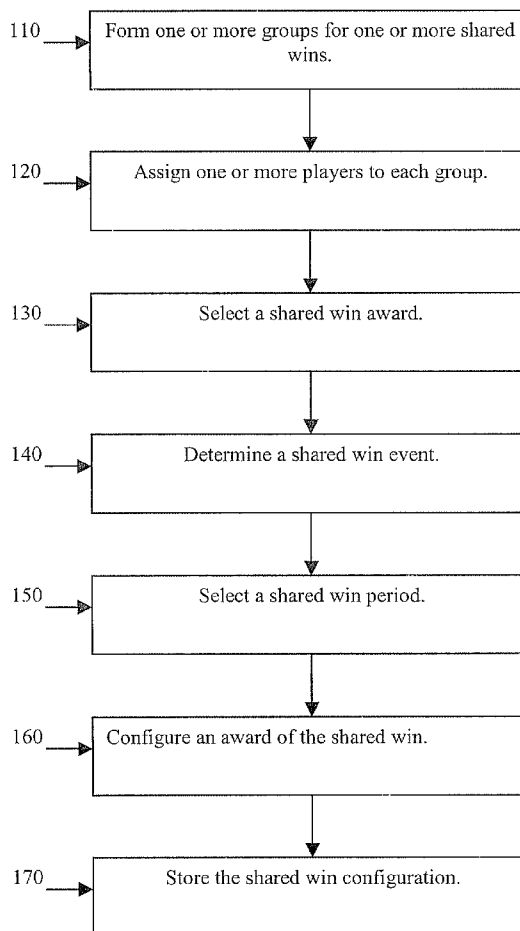 110
Form one or more groups for one or more shared
wins.
120
Assign one or more players to each group.
130
Select a shared win award.
140
Determine a shared win event.
150
Select a shared win period.
160
Configure an award of the shared win.
170
Store the shared win configuration.